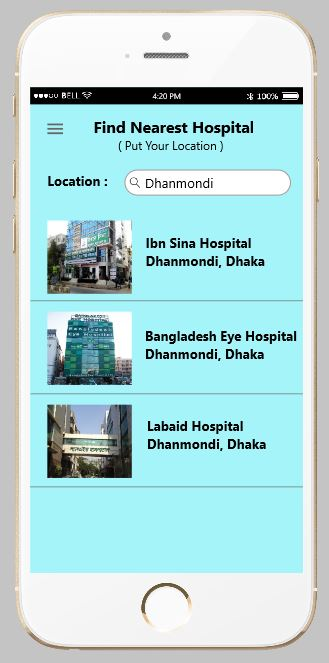 BELL
4:20 PM
100%
Find Nearest Hospital
( Put Your Location )
Location :
Dhanmondi
Ibn Sina Hospital
Dhanmondi, Dhaka
Bangladesh Eye Hospital
Dhanmondi, Dhaka
Labaid Hospital
Dhanmondi, Dhaka